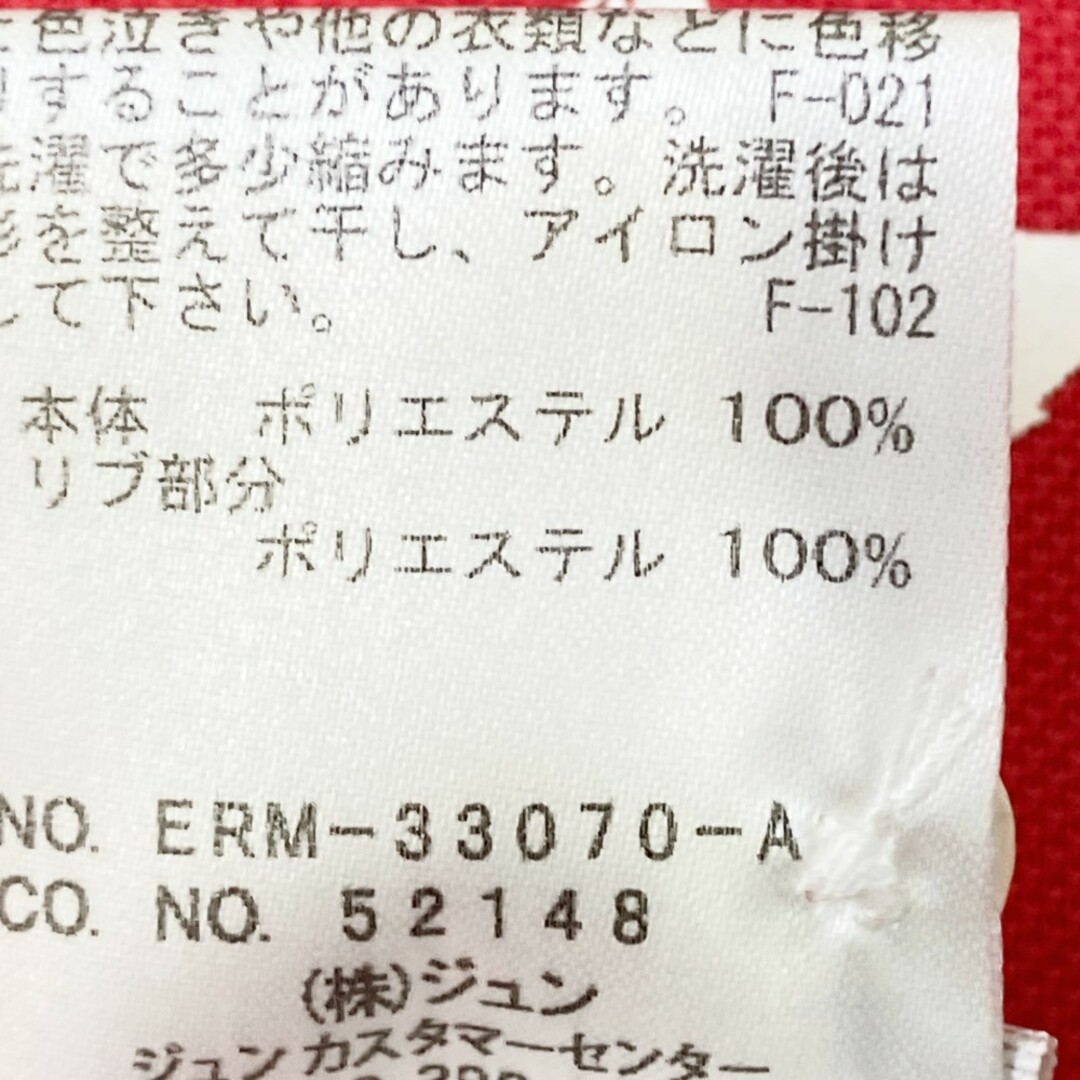 色泣きや他の衣類などに色移
することがあります。 F-021
洗濯で多少縮みます。洗濯後は
形を整えて干し、アイロン掛け
して下さい。 F-102
本体 ポリエステル 100%
リブ部分
ポリエステル 100%
NO. ERM-33070-A
CO. NO. 52148
(株)ジュン
ジュンカスタマーセンター